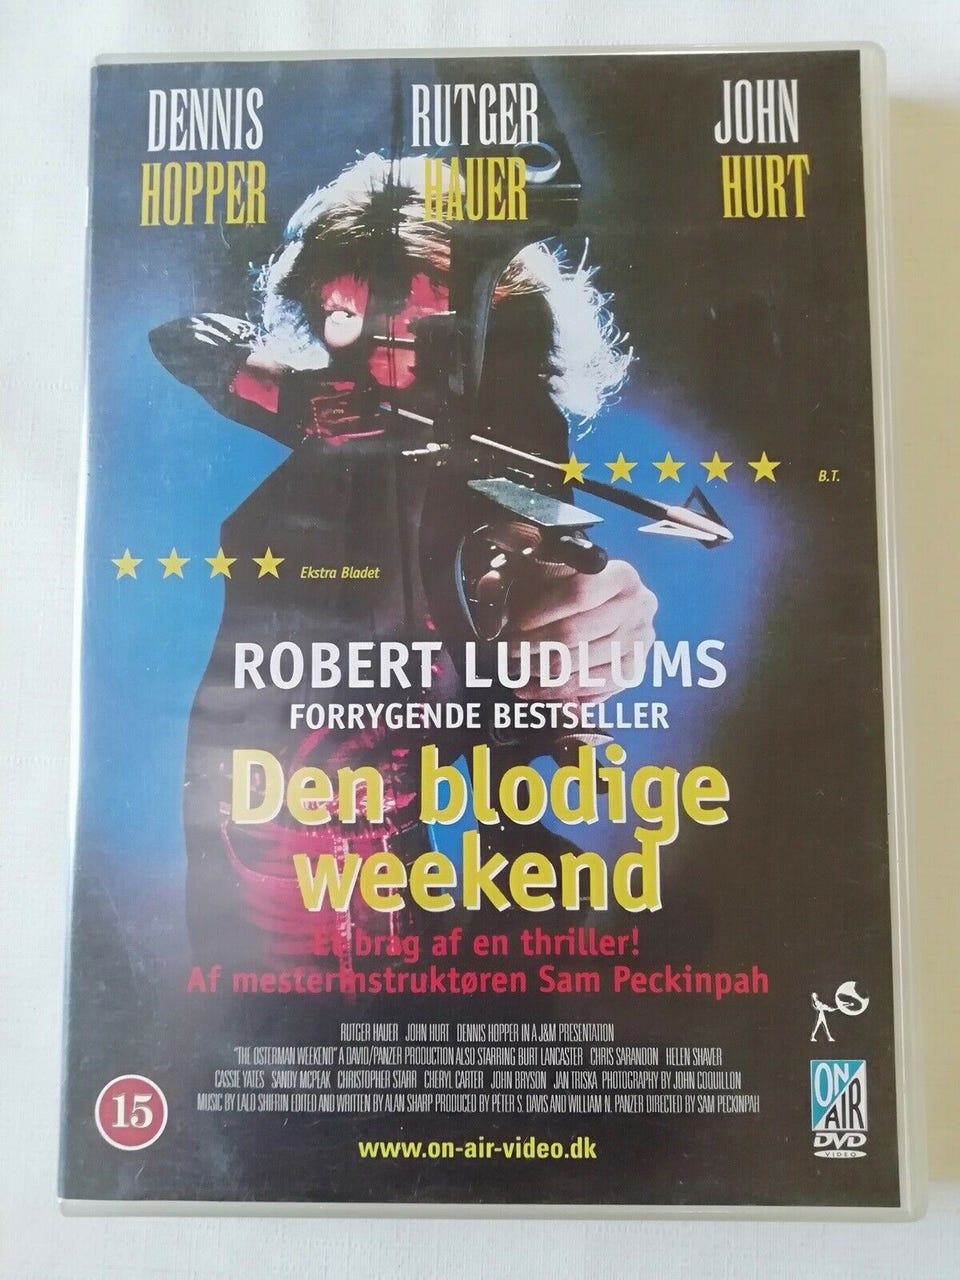 DENNIS HOPPER
RUTGER HAUER
JOHN HURT
B.T.
Ekstra Bladet
ROBERT LUDLUMS
FORRYGENDE BESTSELLER
Den blodige
weekend
Et brag af en thriller!
Af mesterinstruktøren Sam Peckinpah
RUTGER HAUER JOHN HURT DENNIS HOPPER IN A J&M PRESENTATION
"THE OSTERMAN WEEKEND" A DAVIS/PANZER PRODUCTION ALSO STARRING BURT LANCASTER CHRIS SARANDON HELEN SHAVER
CASSIE YATES SANDY MCPEAK CHRISTOPHER STARR CHERYL CARTER JOHN BRYSON JAN TRISKA PHOTOGRAPHY BY JOHN COQUILLON
MUSIC BY LALO SHIFRIN EDITED AND WRITTEN BY ALAN SHARP PRODUCED BY PETER S. DAVIS AND WILLIAM N. PANZER DIRECTED BY SAM PECKINPAH
15
www.on-air-video.dk
ON
AIR
DVD
VIDEO